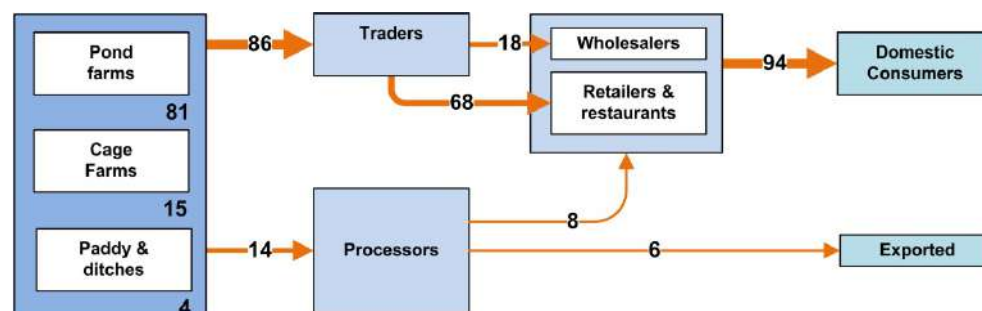 Pond
farms
81
Cage
Farms
15
Paddy &
ditches
4
86
14
Traders
18
68
Processors
8
6
Wholesalers
Retailers &
restaurants
94
Domestic
Consumers
Exported